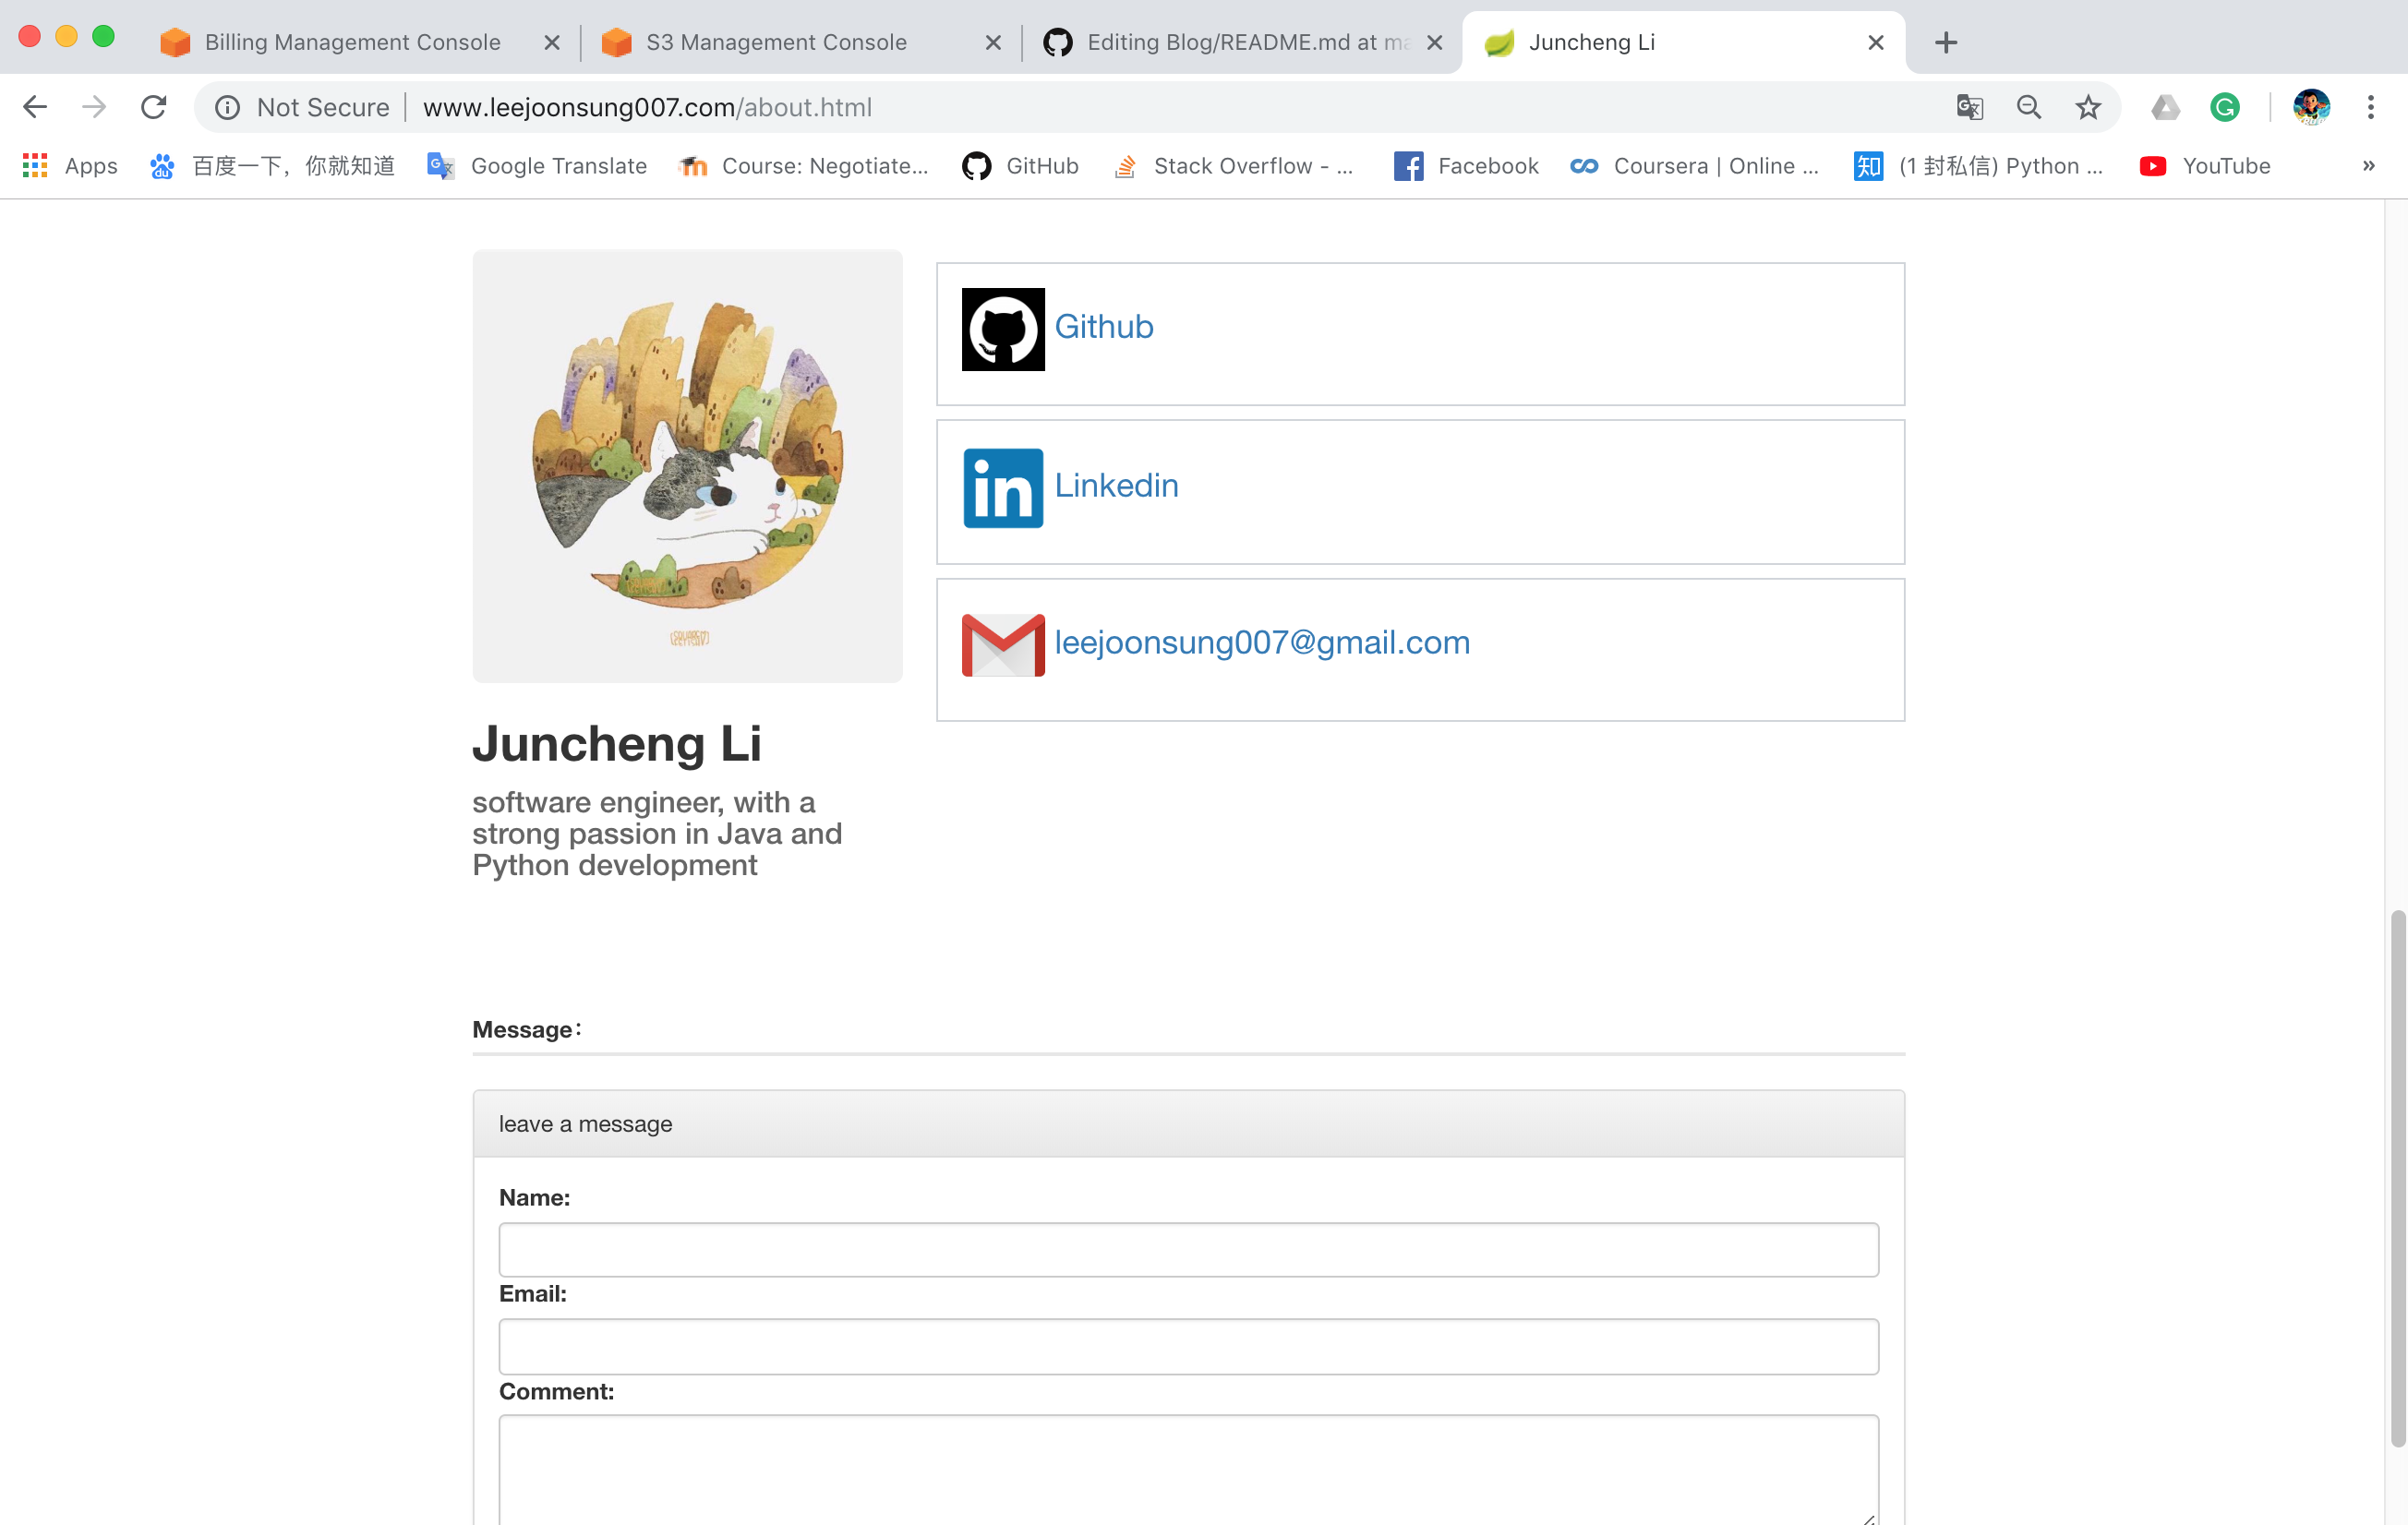 Billing Management Console
S3 Management Console
Editing Blog/README.md at ma
Juncheng Li
Not Secure
www.leejoonsung007.com/about.html
Apps
百度一下，你就知道
Google Translate
Course: Negotiate...
GitHub
Stack Overflow - ...
Facebook
Coursera | Online ...
(1 封私信) Python ...
YouTube
»
Github
Linkedin
leejoonsung007@gmail.com
Juncheng Li
software engineer, with a
strong passion in Java and
Python development
Message：
leave a message
Name:
Email:
Comment: